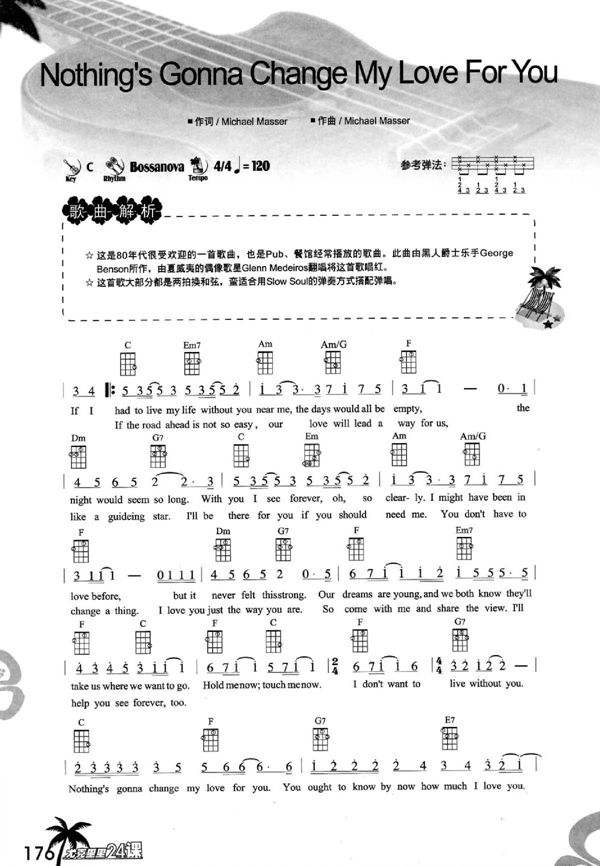 Nothing's Gonna Change My Love For You
■ 作词 / Michael Masser ■ 作曲 / Michael Masser
Key C Rhythm Bossanova Tempo 4/4 ♩=120 参考弹法:
歌曲解析
☆ 这是80年代很受欢迎的一首歌曲，也是Pub、餐馆经常播放的歌曲。此曲由黑人爵士乐手George
Benson所作，由夏威夷的偶像歌星Glenn Medeiros翻唱将这首歌唱红。
☆ 这首歌大部分都是两拍换和弦，蛮适合用Slow Soul的弹奏方式搭配弹唱。
C Em7 Am Am/G F
If I had to live my life without you near me, the days would all be empty, the
If the road ahead is not so easy, our love will lead a way for us,
Dm G7 C Em Am Am/G
night would seem so long. With you I see forever, oh, so clear- ly. I might have been in
like a guideing star. I'll be there for you if you should need me. You don't have to
F Dm G7 F Em7
love before, but it never felt thisstrong. Our dreams are young, and we both know they'll
change a thing. I love you just the way you are. So come with me and share the view. I'll
F C F C F G7
take us where we want to go. Hold menow; touch menow. I don't want to live without you.
help you see forever, too.
C F G7 E7
Nothing's gonna change my love for you. You ought to know by now how much I love you.
176 尤克里里24课